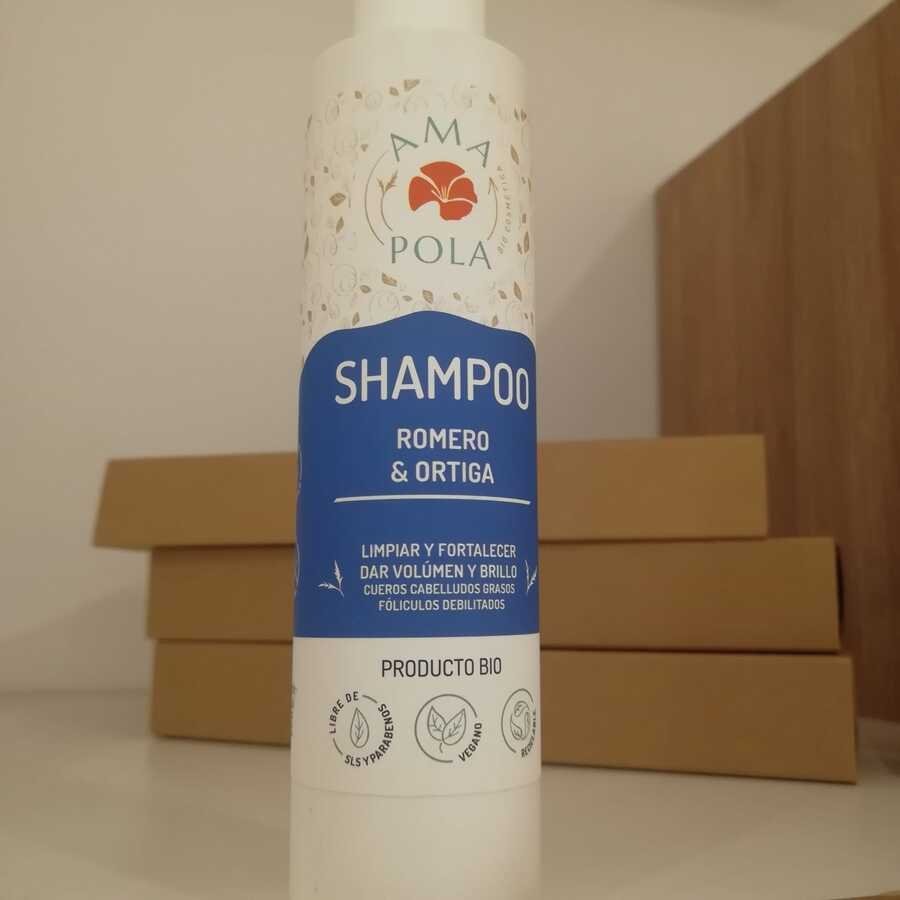 AMA
POLA
BIO COSMÉTICA
SHAMPOO
ROMERO
& ORTIGA
LIMPIAR Y FORTALECER
DAR VOLÚMEN Y BRILLO
CUEROS CABELLUDOS GRASOS
FÓLICULOS DEBILITADOS
PRODUCTO BIO
LIBRE DE
SLS Y PARABENOS
VEGANO
RECICLABLE